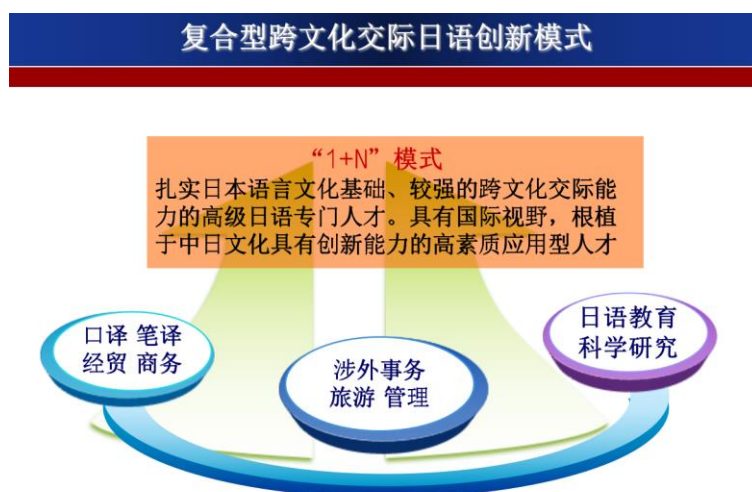 复合型跨文化交际日语创新模式
“1+N”模式
扎实日本语言文化基础、较强的跨文化交际能
力的高级日语专门人才。具有国际视野，根植
于中日文化具有创新能力的高素质应用型人才
口译 笔译
经贸 商务
涉外事务
旅游 管理
日语教育
科学研究